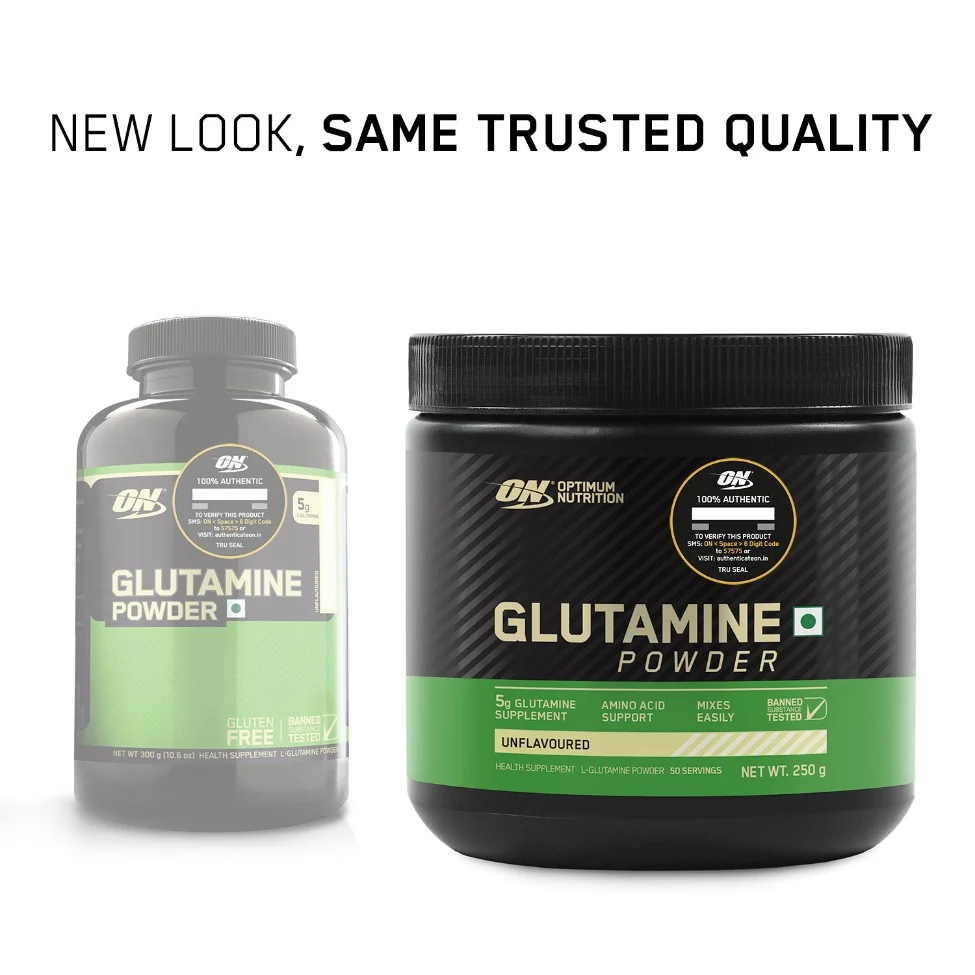 NEW LOOK, SAME TRUSTED QUALITY
ON
100% AUTHENTIC
TO VERIFY THIS PRODUCT
SMS: ON < Space > 6 Digit Code
to 57575 or
VISIT: authenticateon.in
TRU SEAL
ON
5g
L-GLUTAMINE
GLUTAMINE
POWDER
UNFLAVOURED
GLUTEN
FREE
BANNED
SUBSTANCE
TESTED
NET WT 300 g (10.6 oz) HEALTH SUPPLEMENT L-GLUTAMINE POWDER
ON OPTIMUM
NUTRITION
ON
100% AUTHENTIC
TO VERIFY THIS PRODUCT
SMS: ON < Space > 6 Digit Code
to 57575 or
VISIT: authenticateon.in
TRU SEAL
GLUTAMINE
POWDER
5g GLUTAMINE
SUPPLEMENT
AMINO ACID
SUPPORT
MIXES
EASILY
BANNED
SUBSTANCE
TESTED
UNFLAVOURED
HEALTH SUPPLEMENT L-GLUTAMINE POWDER 50 SERVINGS NET WT. 250 g